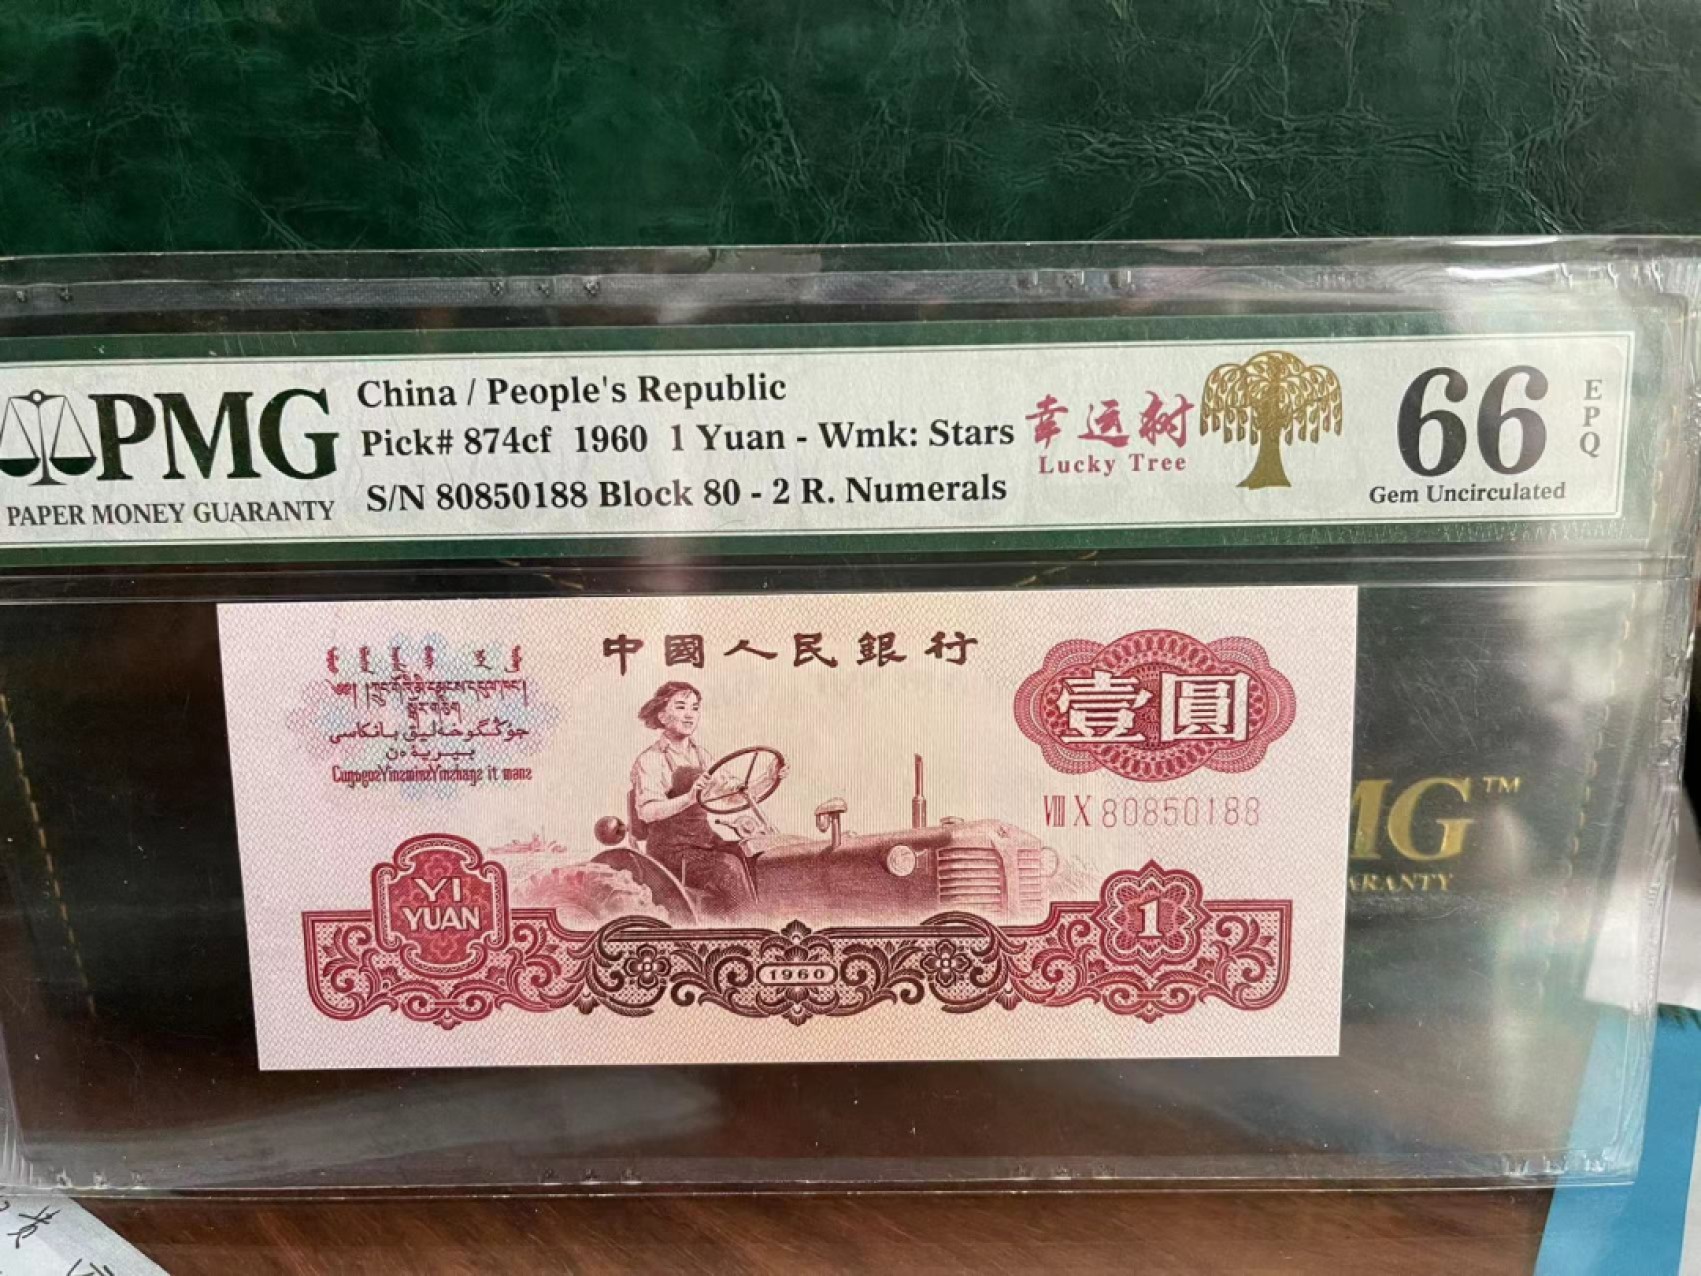 PMG
PAPER MONEY GUARANTY
China / People's Republic
Pick# 874cf 1960 1 Yuan - Wmk: Stars
S/N 80850188 Block 80 - 2 R. Numerals
幸运树
Lucky Tree
66
EPQ
Gem Uncirculated
中國人民銀行
壹圓
VIII X 80850188
YI
YUAN
1960
1
MG™
ARANTY